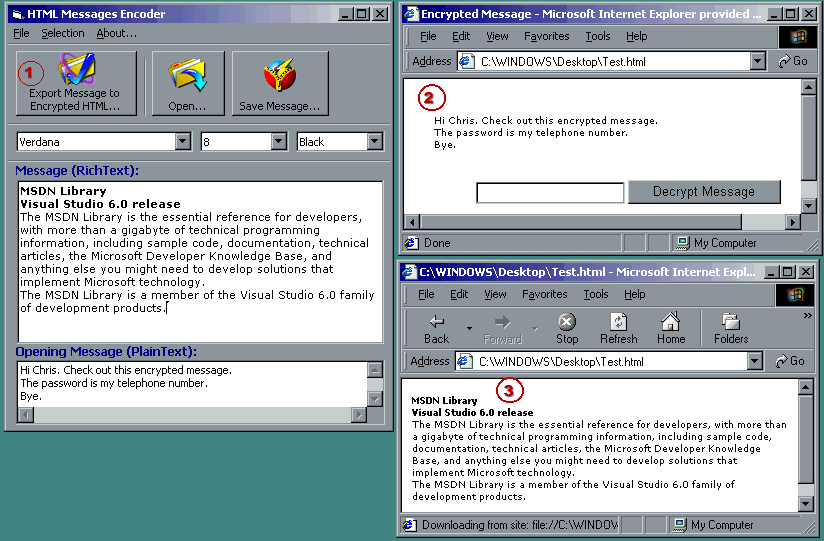 HTML Messages Encoder
File Selection About...
1
Export Message to
Encrypted HTML...
Open...
Save Message...
Verdana
8
Black
Message (RichText):
MSDN Library
Visual Studio 6.0 release
The MSDN Library is the essential reference for developers,
with more than a gigabyte of technical programming
information, including sample code, documentation, technical
articles, the Microsoft Developer Knowledge Base, and
anything else you might need to develop solutions that
implement Microsoft technology.
The MSDN Library is a member of the Visual Studio 6.0 family
of development products.
Opening Message (PlainText):
Hi Chris. Check out this encrypted message.
The password is my telephone number.
Bye.
Encrypted Message - Microsoft Internet Explorer provided ...
File Edit View Favorites Tools Help
Address C:\WINDOWS\Desktop\Test.html Go
2
Hi Chris. Check out this encrypted message.
The password is my telephone number.
Bye.
Decrypt Message
Done My Computer
C:\WINDOWS\Desktop\Test.html - Microsoft Internet Expl...
File Edit View Favorites Tools Help
Back Forward Stop Refresh Home Folders »
Address C:\WINDOWS\Desktop\Test.html Go
3
MSDN Library
Visual Studio 6.0 release
The MSDN Library is the essential reference for developers, with more than
a gigabyte of technical programming information, including sample code,
documentation, technical articles, the Microsoft Developer Knowledge
Base, and anything else you might need to develop solutions that
implement Microsoft technology.
The MSDN Library is a member of the Visual Studio 6.0 family of
development products.
Downloading from site: file://C:\WINDOW My Computer